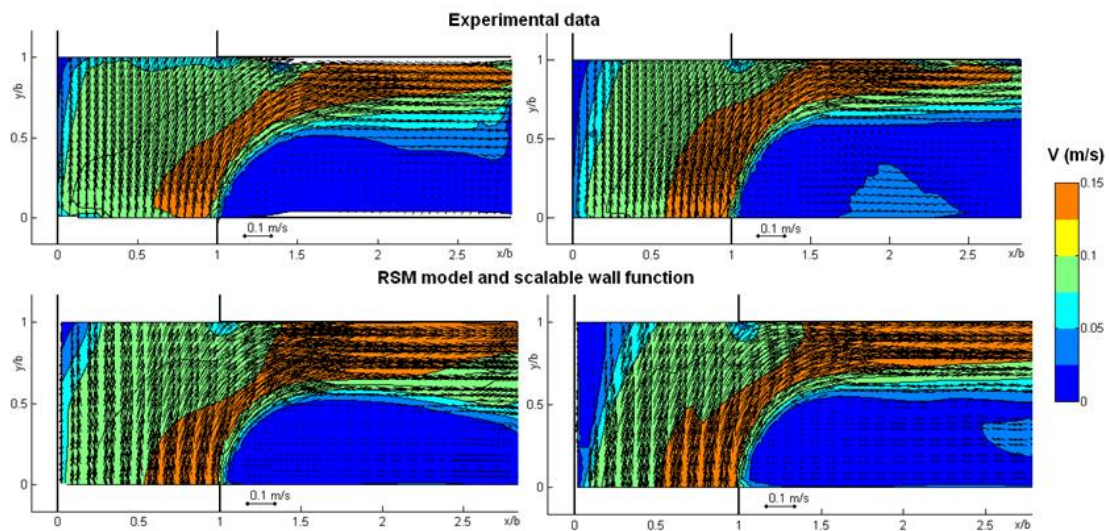 Experimental data
1
y/b
0.5
0
0.1 m/s
0 0.5 1 1.5 2 2.5
x/b
1
y/b
0.5
0
0.1 m/s
0 0.5 1 1.5 2 2.5
x/b
V (m/s)
0.15
0.1
0.05
0
RSM model and scalable wall function
1
y/b
0.5
0
0.1 m/s
0 0.5 1 1.5 2 2.5
x/b
1
y/b
0.5
0
0.1 m/s
0 0.5 1 1.5 2 2.5
x/b